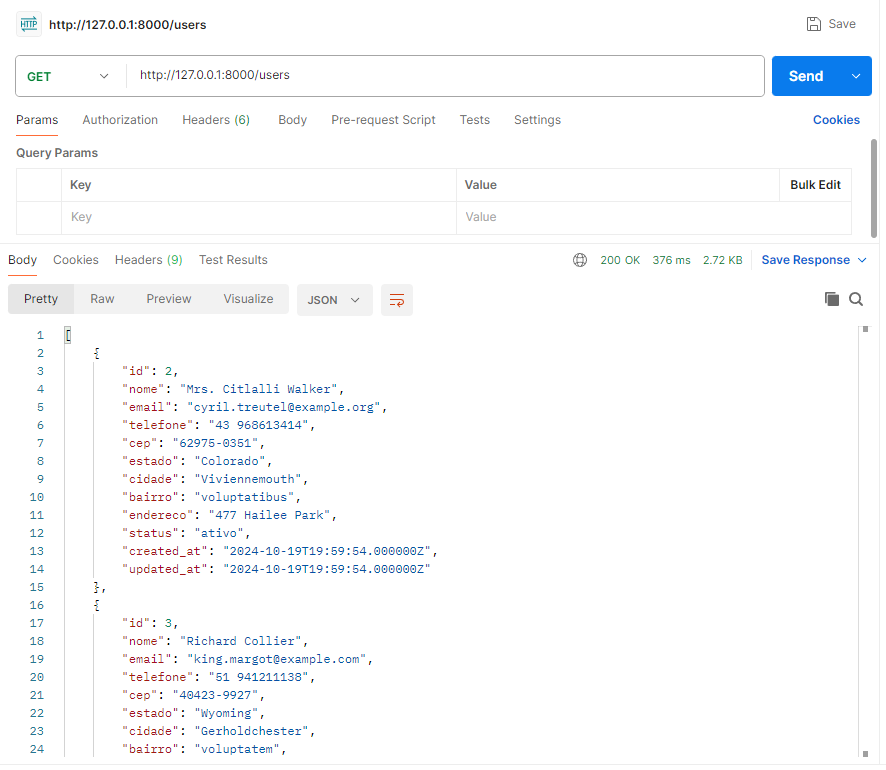 HTTP http://127.0.0.1:8000/users Save
GET http://127.0.0.1:8000/users Send
Params Authorization Headers (6) Body Pre-request Script Tests Settings Cookies
Query Params
Key Value Bulk Edit
Key Value
Body Cookies Headers (9) Test Results 200 OK 376 ms 2.72 KB Save Response
Pretty Raw Preview Visualize JSON
1 [
2 {
3 "id": 2,
4 "nome": "Mrs. Citlalli Walker",
5 "email": "cyril.treutel@example.org",
6 "telefone": "43 968613414",
7 "cep": "62975-0351",
8 "estado": "Colorado",
9 "cidade": "Viviennemouth",
10 "bairro": "voluptatibus",
11 "endereco": "477 Hailee Park",
12 "status": "ativo",
13 "created_at": "2024-10-19T19:59:54.000000Z",
14 "updated_at": "2024-10-19T19:59:54.000000Z"
15 },
16 {
17 "id": 3,
18 "nome": "Richard Collier",
19 "email": "king.margot@example.com",
20 "telefone": "51 941211138",
21 "cep": "40423-9927",
22 "estado": "Wyoming",
23 "cidade": "Gerholdchester",
24 "bairro": "voluptatem",